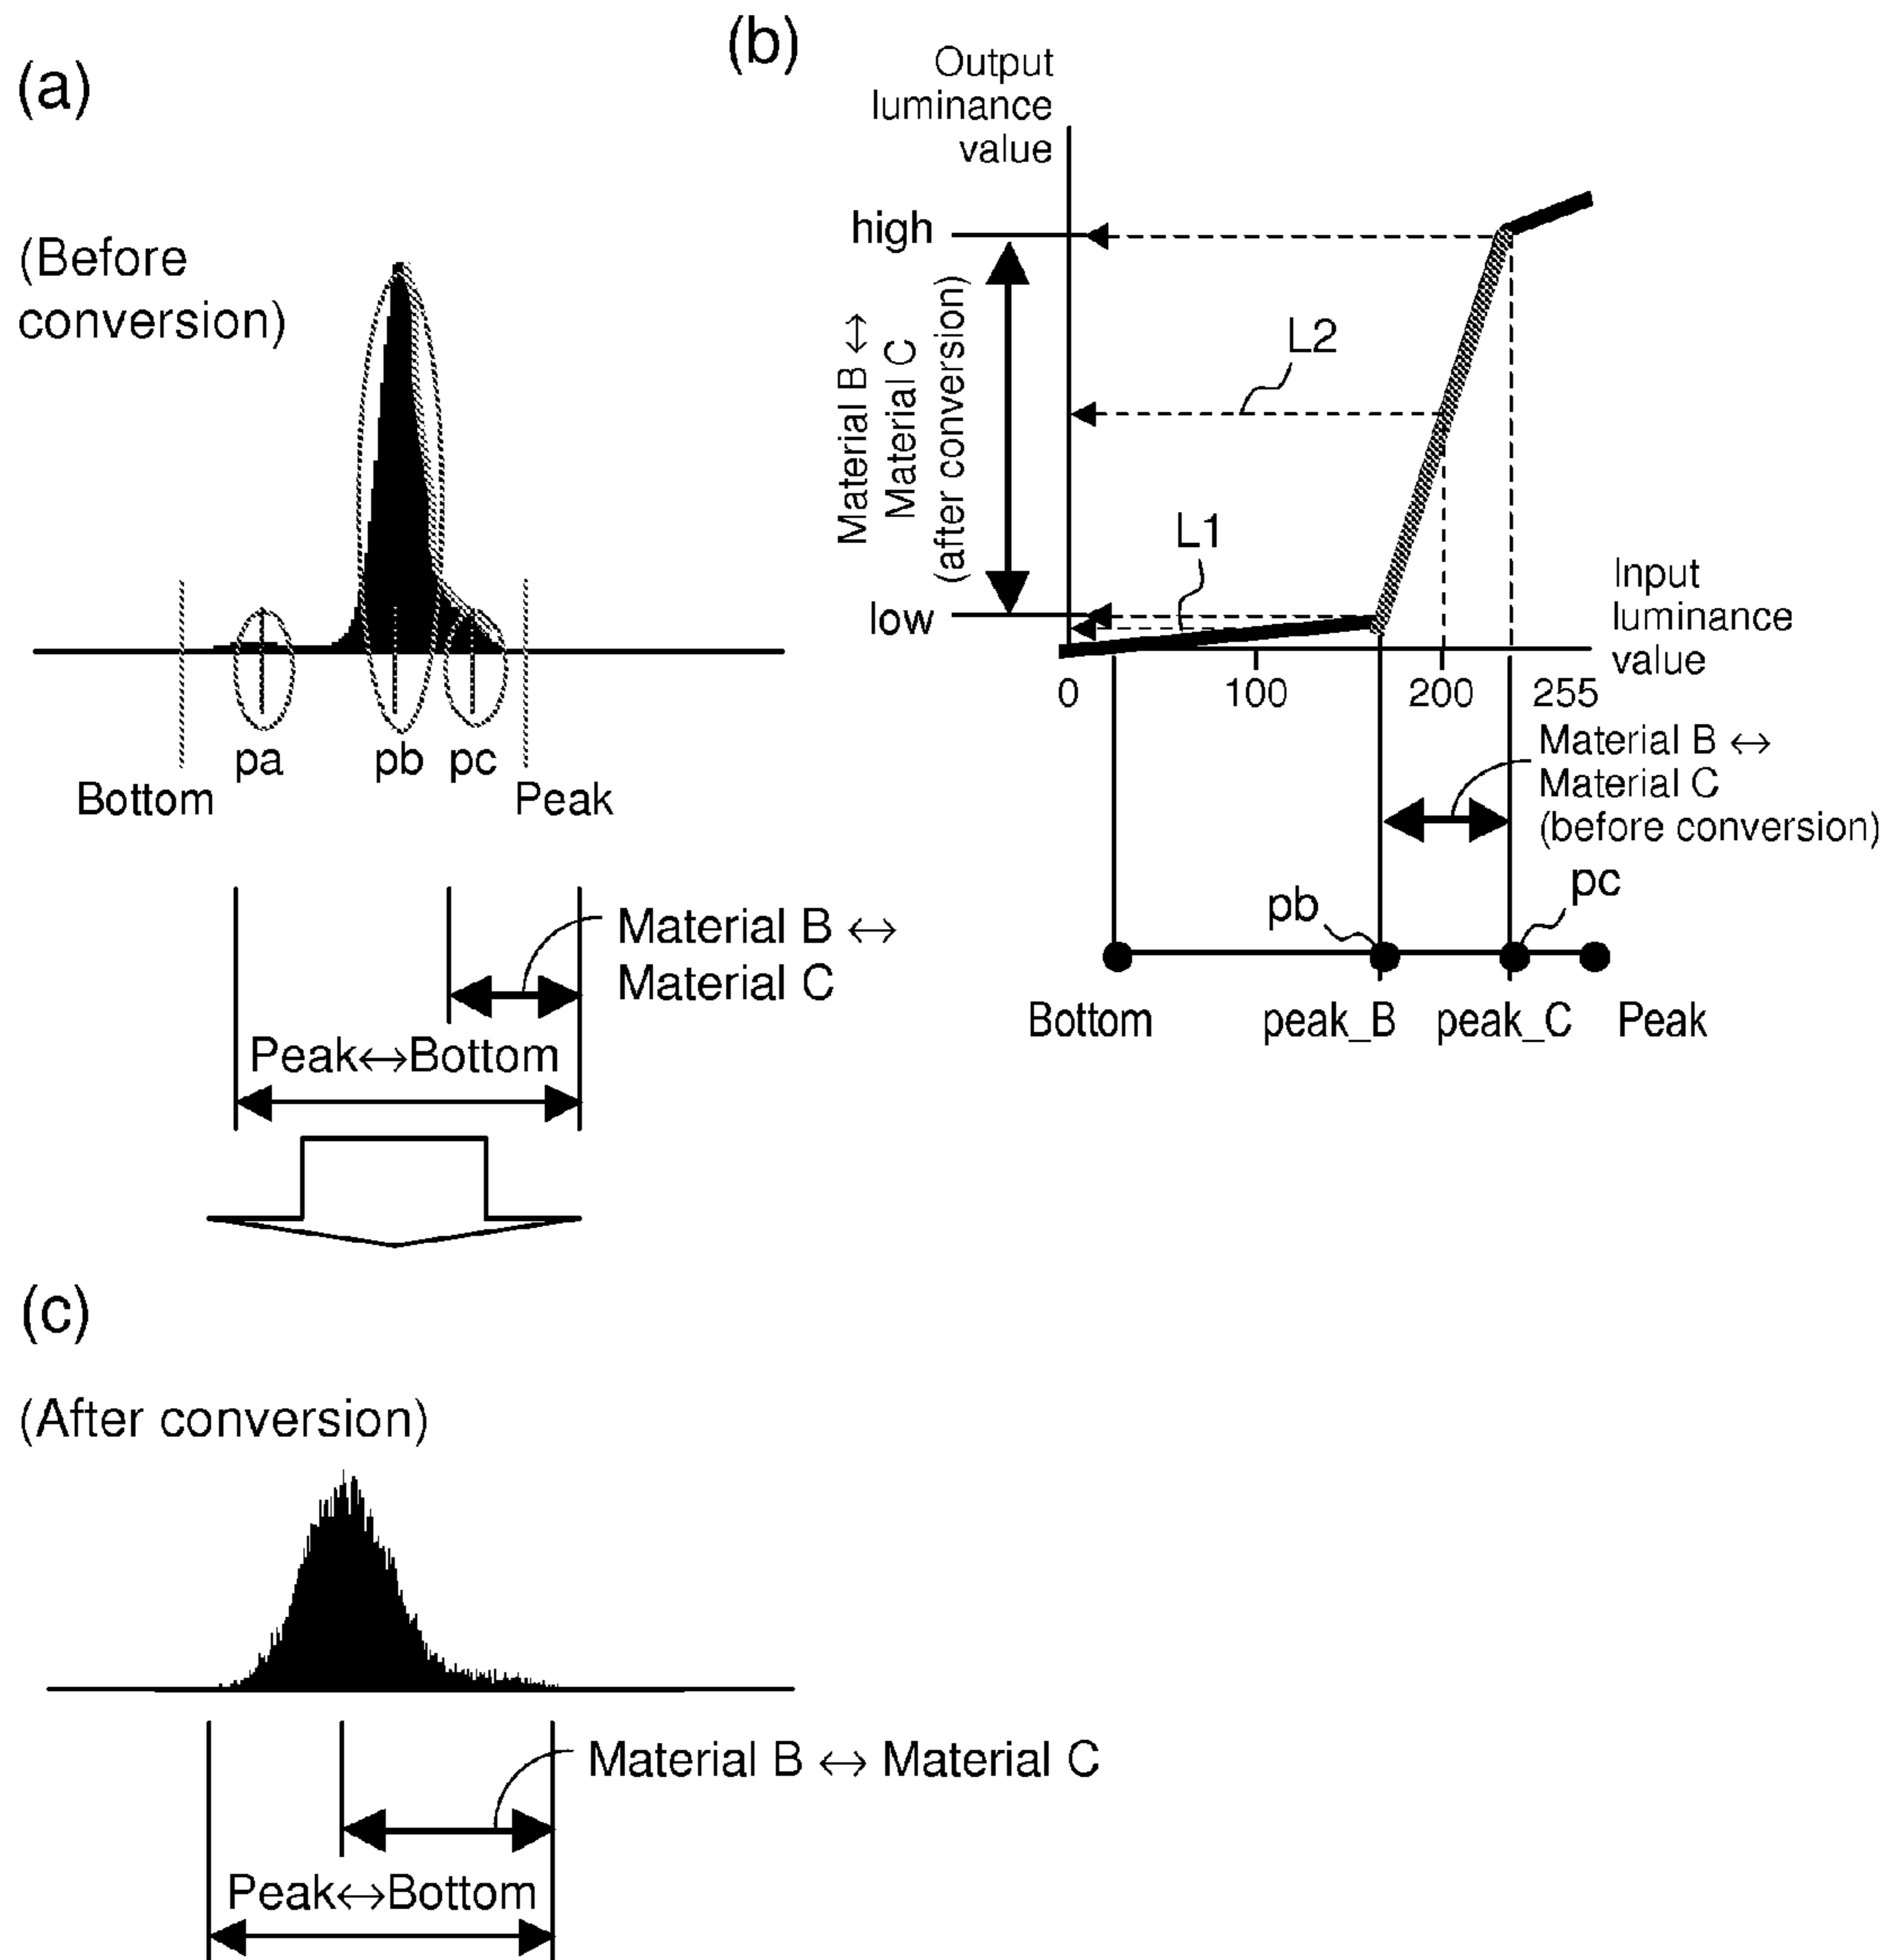 (a)
(Before
conversion)
pa
pb
pc
Bottom
Peak
Material B ↔
Material C
Peak↔Bottom
(b)
Output
luminance
value
high
low
Material B ↔
Material C
(after conversion)
L2
L1
Input
luminance
value
0
100
200
255
Material B ↔
Material C
(before conversion)
pb
pc
Bottom
peak_B
peak_C
Peak
(c)
(After conversion)
Material B ↔ Material C
Peak↔Bottom